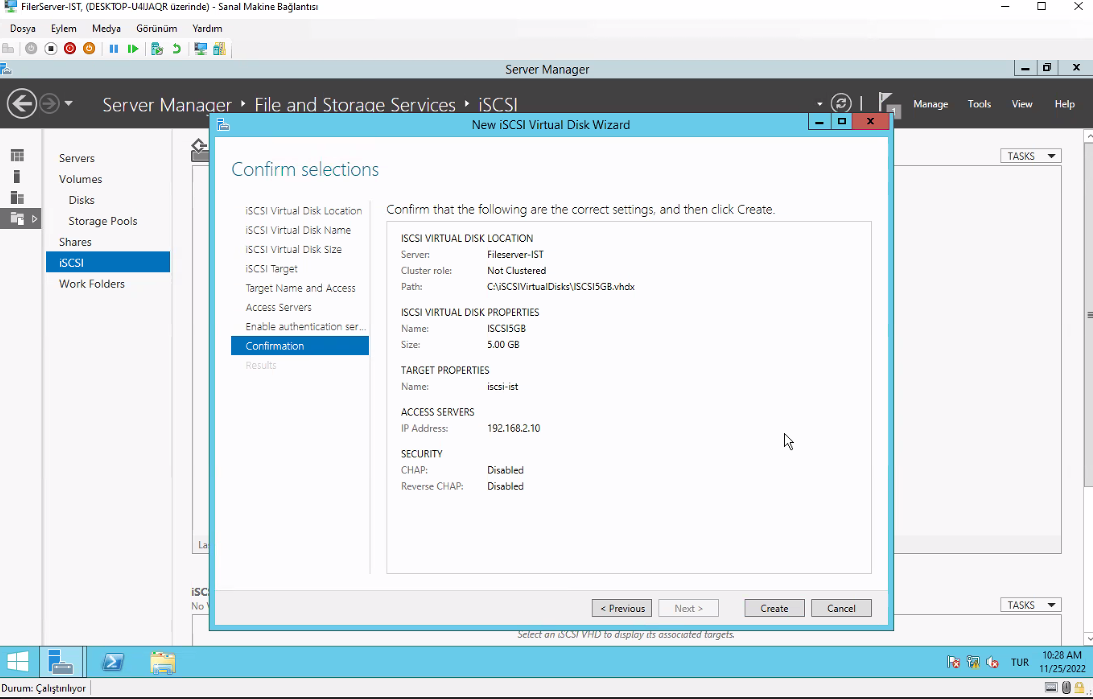 FilerServer-IST, (DESKTOP-U4IJAQR üzerinde) - Sanal Makine Bağlantısı
Dosya Eylem Medya Görünüm Yardım
Server Manager
Server Manager File and Storage Services iSCSI
1
Manage Tools View Help
New iSCSI Virtual Disk Wizard
Servers
Volumes
Disks
Storage Pools
Shares
iSCSI
Work Folders
TASKS
Confirm selections
iSCSI Virtual Disk Location
iSCSI Virtual Disk Name
iSCSI Virtual Disk Size
iSCSI Target
Target Name and Access
Access Servers
Enable authentication ser...
Confirmation
Results
Confirm that the following are the correct settings, and then click Create.
ISCSI VIRTUAL DISK LOCATION
Server: Fileserver-IST
Cluster role: Not Clustered
Path: C:\iSCSIVirtualDisks\ISCSI5GB.vhdx
ISCSI VIRTUAL DISK PROPERTIES
Name: ISCSI5GB
Size: 5.00 GB
TARGET PROPERTIES
Name: iscsi-ist
ACCESS SERVERS
IP Address: 192.168.2.10
SECURITY
CHAP: Disabled
Reverse CHAP: Disabled
< Previous Next > Create Cancel
TASKS
Select an iSCSI VHD to display its associated targets.
TUR
10:28 AM
11/25/2022
Durum: Çalıştırılıyor